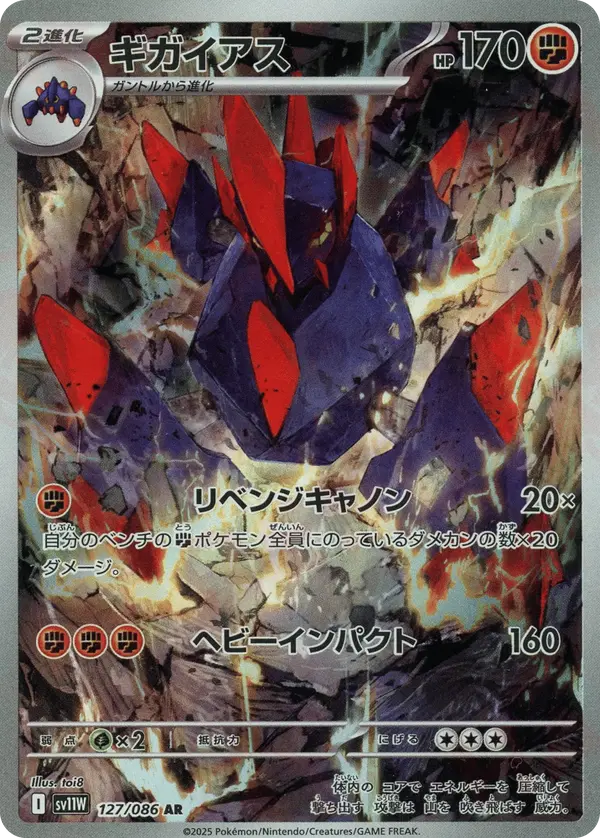 2進化
ギガイアス
HP 170
ガントルから進化
リベンジキャノン 20×
自分のベンチのポケモン全員にのっているダメカンの数×20
ダメージ。
ヘビーインパクト 160
弱点 ×2 抵抗力 にげる
Illus. toi8
I sv11W 127/086 AR
体内の コアで エネルギーを 圧縮して
撃ち出す 攻撃は 山を 吹き飛ばす 威力。
©2025 Pokémon/Nintendo/Creatures/GAME FREAK.